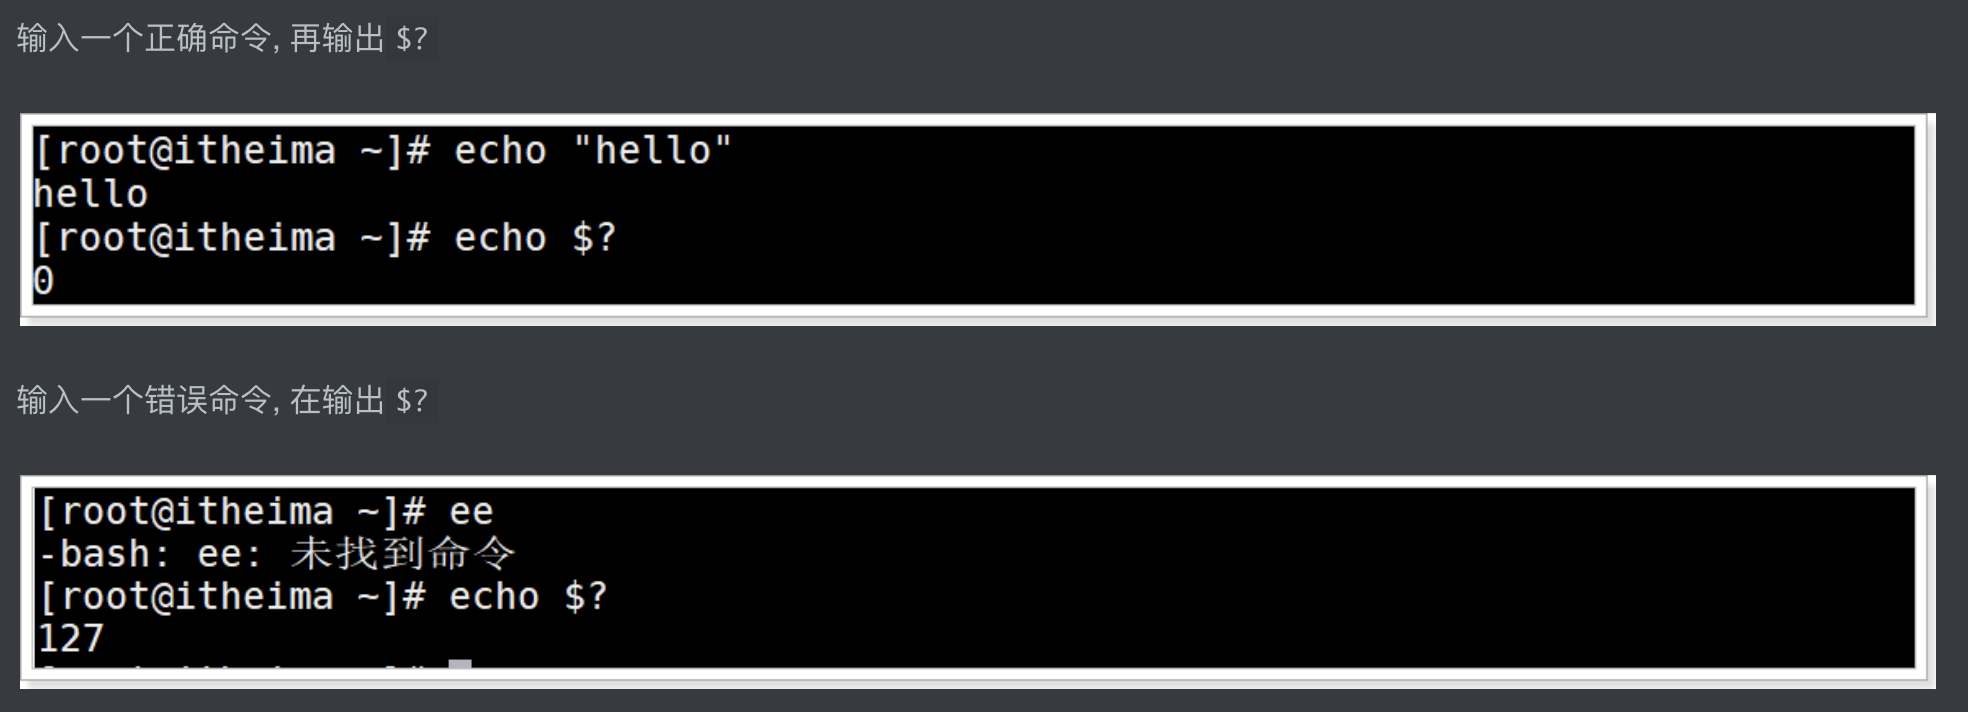 输入一个正确命令, 再输出 $?
[root@itheima ~]# echo "hello"
hello
[root@itheima ~]# echo $?
0
输入一个错误命令, 在输出 $?
[root@itheima ~]# ee
-bash: ee: 未找到命令
[root@itheima ~]# echo $?
127